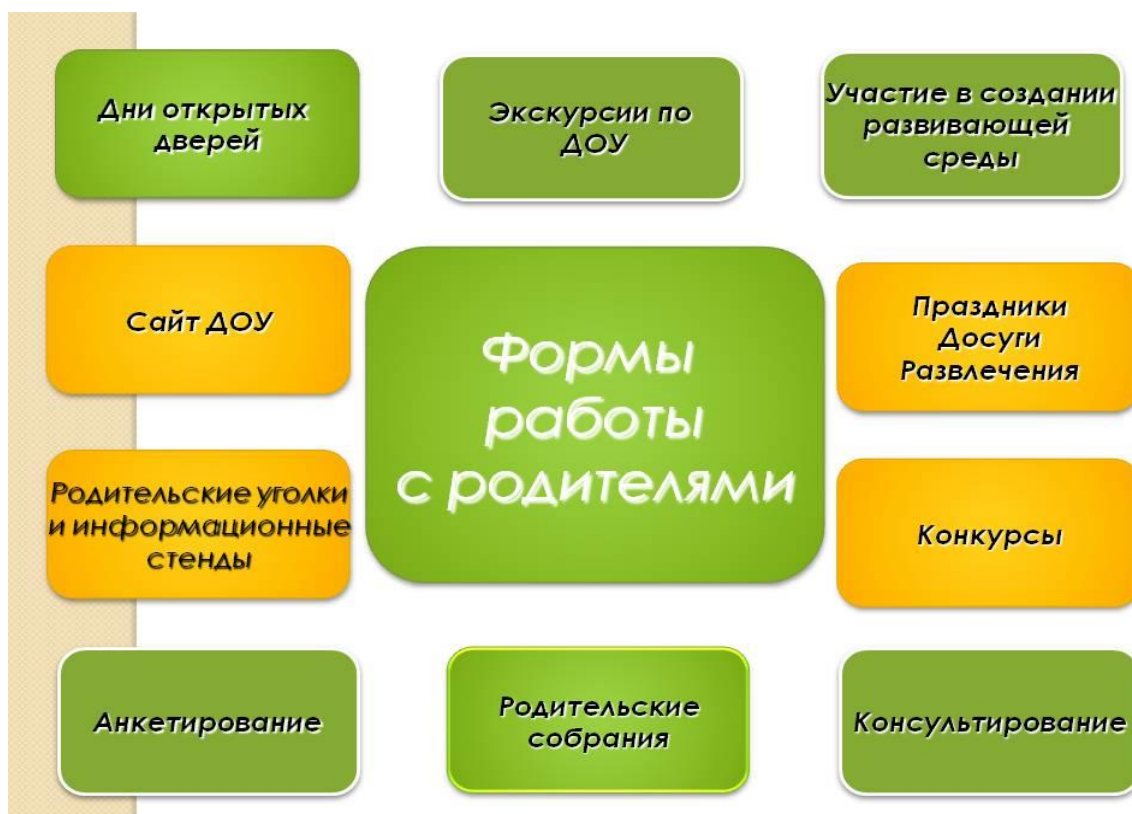 Дни открытых
дверей
Экскурсии по
ДОУ
Участие в создании
развивающей
среды
Сайт ДОУ
Формы
работы
с родителями
Праздники
Досуги
Развлечения
Родительские уголки
и информационные
стенды
Конкурсы
Анкетирование
Родительские
собрания
Консультирование